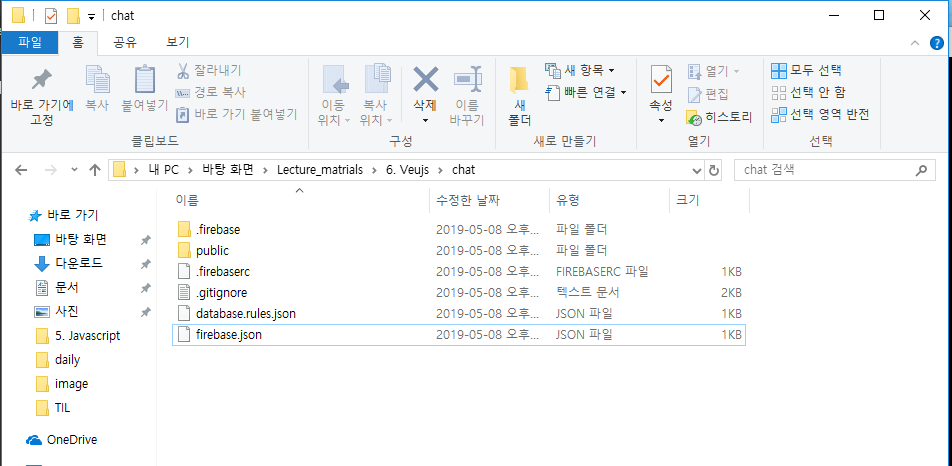 chat
파일 홈 공유 보기
바로 가기에 고정
복사
붙여넣기
잘라내기
경로 복사
바로 가기 붙여넣기
클립보드
이동 위치
복사 위치
삭제
이름 바꾸기
구성
새 폴더
새 항목
빠른 연결
새로 만들기
속성
열기
편집
히스토리
열기
모두 선택
선택 안 함
선택 영역 반전
선택
내 PC > 바탕 화면 > Lecture_matrials > 6. Veujs > chat
chat 검색
이름 수정한 날짜 유형 크기
.firebase 2019-05-08 오후... 파일 폴더
public 2019-05-08 오후... 파일 폴더
.firebaserc 2019-05-08 오후... FIREBASERC 파일 1KB
.gitignore 2019-05-08 오후... 텍스트 문서 2KB
database.rules.json 2019-05-08 오후... JSON 파일 1KB
firebase.json 2019-05-08 오후... JSON 파일 1KB
바로 가기
바탕 화면
다운로드
문서
사진
5. Javascript
daily
image
TIL
OneDrive